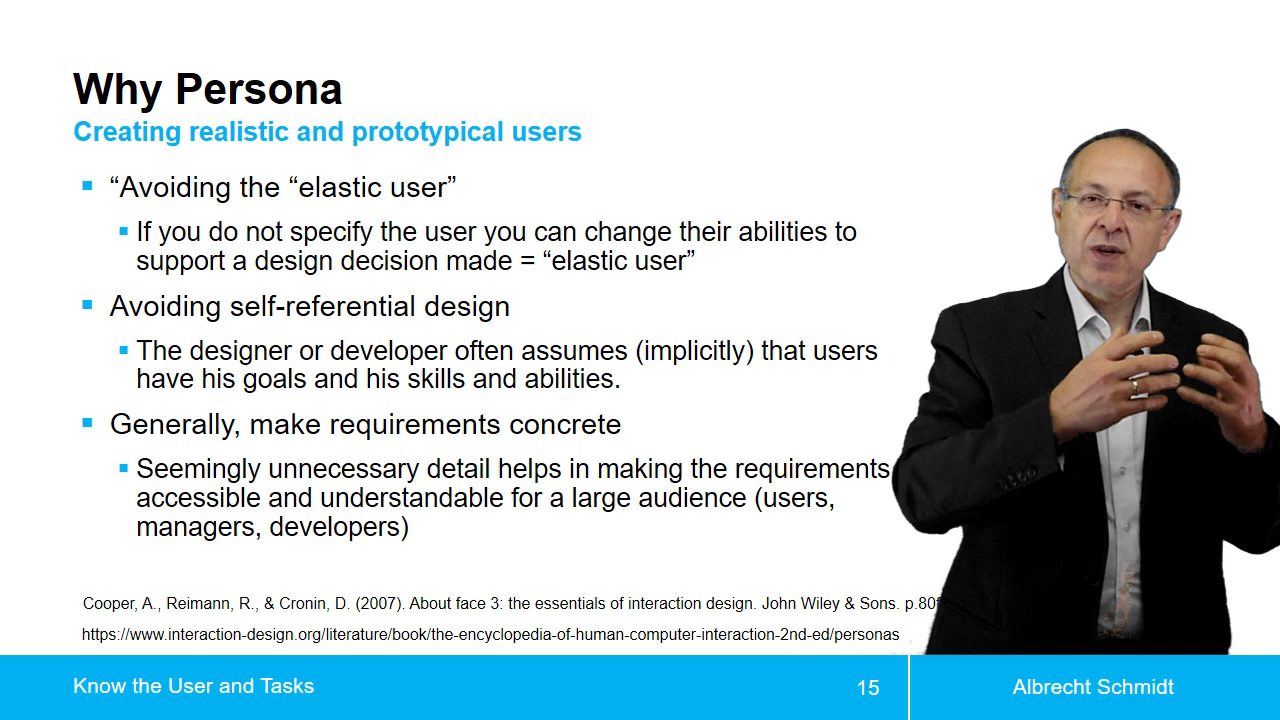 Why Persona
Creating realistic and prototypical users
“Avoiding the “elastic user”
If you do not specify the user you can change their abilities to
support a design decision made = “elastic user”
Avoiding self-referential design
The designer or developer often assumes (implicitly) that users
have his goals and his skills and abilities.
Generally, make requirements concrete
Seemingly unnecessary detail helps in making the requirements
accessible and understandable for a large audience (users,
managers, developers)
Cooper, A., Reimann, R., & Cronin, D. (2007). About face 3: the essentials of interaction design. John Wiley & Sons.
https://www.interaction-design.org/literature/book/the-encyclopedia-of-human-computer-interaction-2nd-ed/personas
Know the User and Tasks
15
Albrecht Schmidt